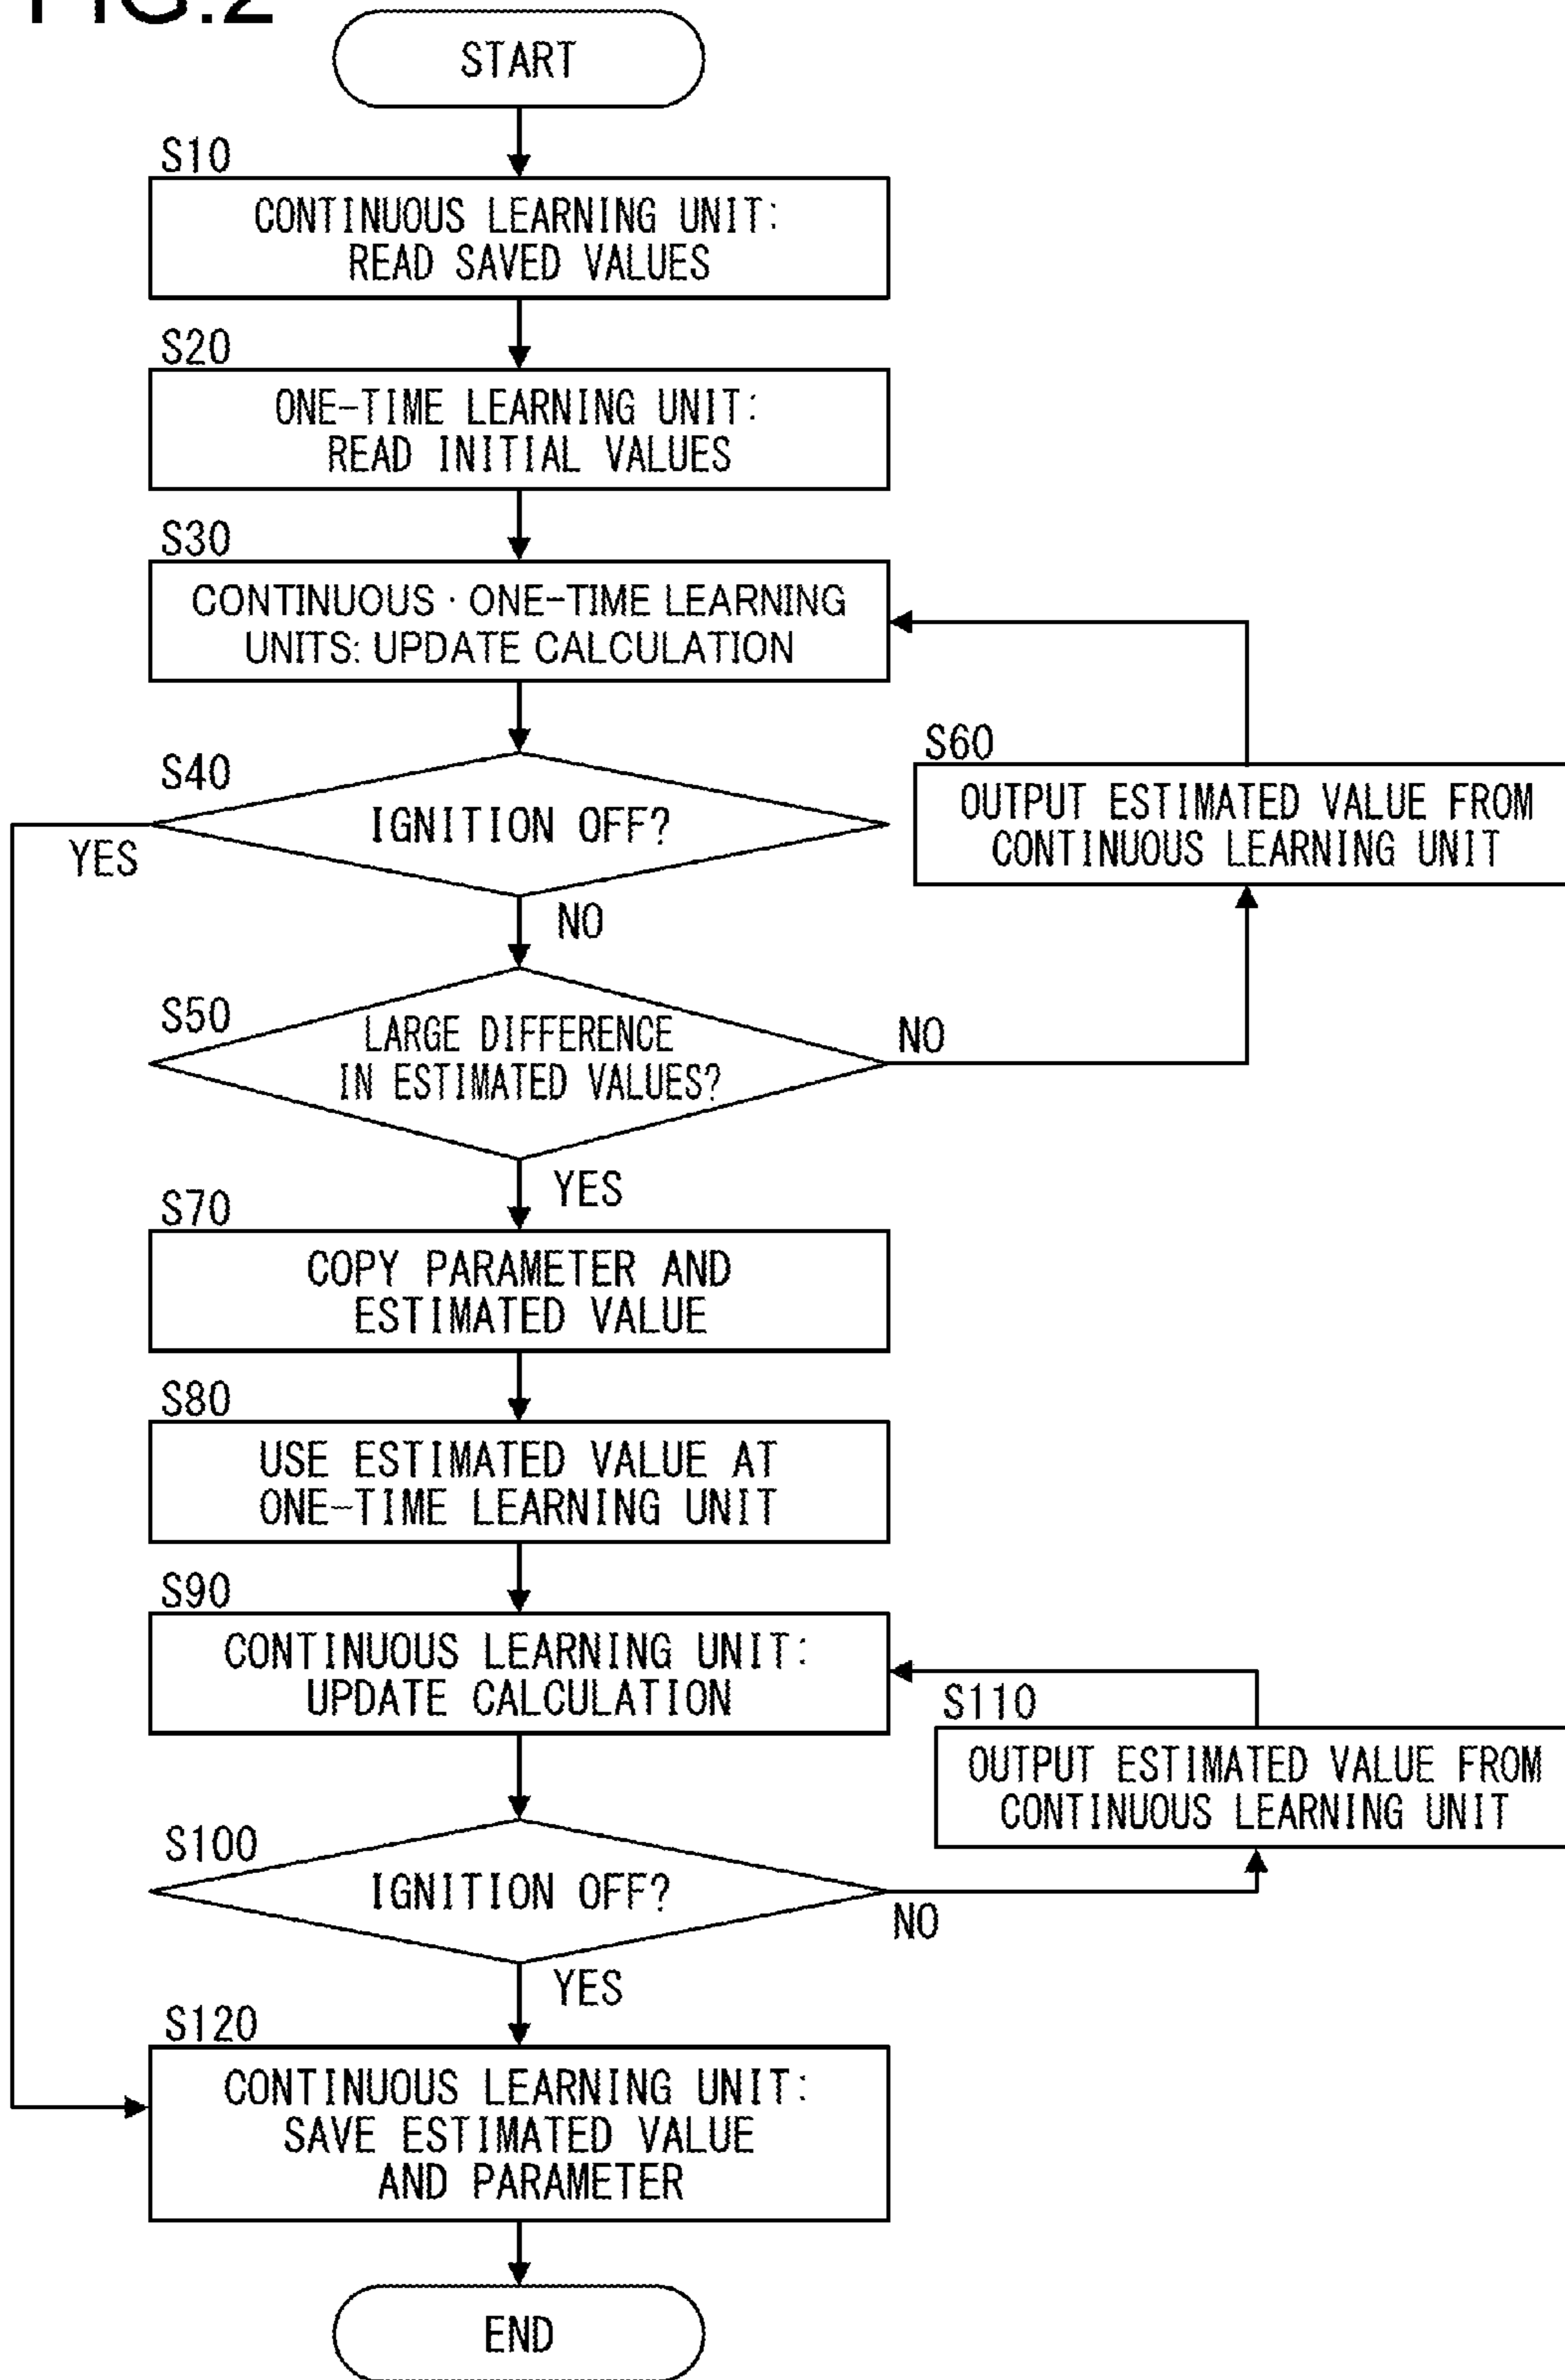 FIG.2
START
S10
CONTINUOUS LEARNING UNIT:
READ SAVED VALUES
S20
ONE-TIME LEARNING UNIT:
READ INITIAL VALUES
S30
CONTINUOUS · ONE-TIME LEARNING
UNITS: UPDATE CALCULATION
S40
IGNITION OFF?
YES
NO
S60
OUTPUT ESTIMATED VALUE FROM
CONTINUOUS LEARNING UNIT
S50
LARGE DIFFERENCE
IN ESTIMATED VALUES?
NO
YES
S70
COPY PARAMETER AND
ESTIMATED VALUE
S80
USE ESTIMATED VALUE AT
ONE-TIME LEARNING UNIT
S90
CONTINUOUS LEARNING UNIT:
UPDATE CALCULATION
S110
OUTPUT ESTIMATED VALUE FROM
CONTINUOUS LEARNING UNIT
S100
IGNITION OFF?
NO
YES
S120
CONTINUOUS LEARNING UNIT:
SAVE ESTIMATED VALUE
AND PARAMETER
END